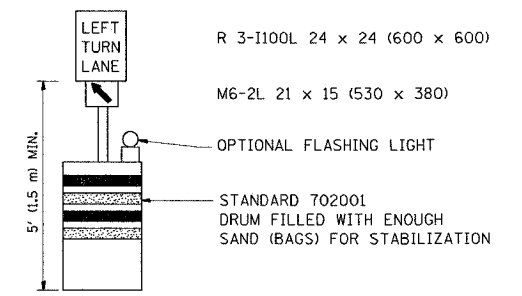 LEFT
TURN
LANE
R 3-I100L 24 x 24 (600 x 600)
M6-2L 21 x 15 (530 x 380)
OPTIONAL FLASHING LIGHT
5' (1.5 m) MIN.
STANDARD 702001
DRUM FILLED WITH ENOUGH
SAND (BAGS) FOR STABILIZATION